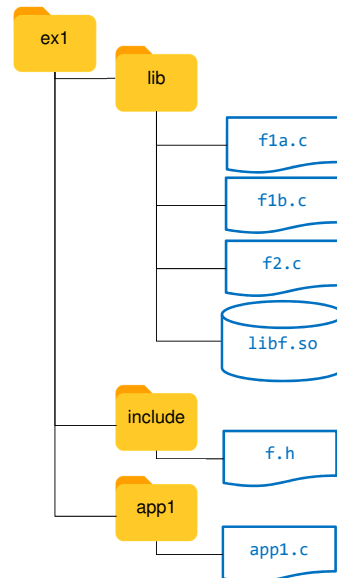 ex1
lib
f1a.c
f1b.c
f2.c
libf.so
include
f.h
app1
app1.c